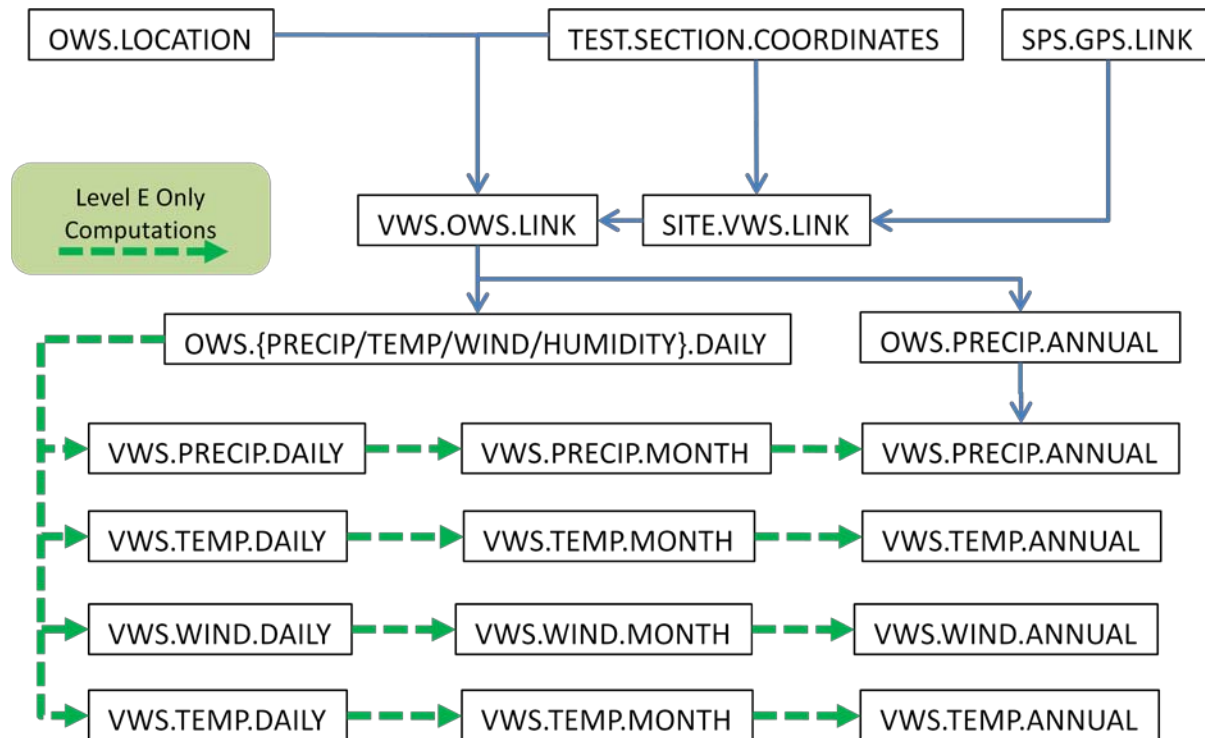 OWS.LOCATION
TEST.SECTION.COORDINATES
SPS.GPS.LINK
Level E Only
Computations
VWS.OWS.LINK
SITE.VWS.LINK
OWS.{PRECIP/TEMP/WIND/HUMIDITY}.DAILY
OWS.PRECIP.ANNUAL
VWS.PRECIP.DAILY
VWS.PRECIP.MONTH
VWS.PRECIP.ANNUAL
VWS.TEMP.DAILY
VWS.TEMP.MONTH
VWS.TEMP.ANNUAL
VWS.WIND.DAILY
VWS.WIND.MONTH
VWS.WIND.ANNUAL
VWS.TEMP.DAILY
VWS.TEMP.MONTH
VWS.TEMP.ANNUAL